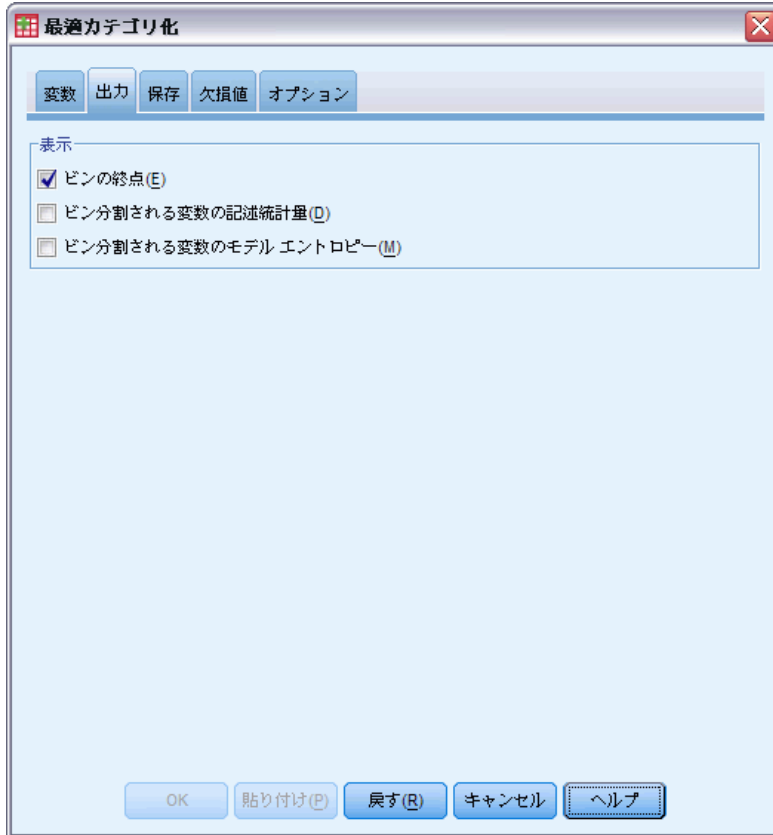 最適カテゴリ化
変数 出力 保存 欠損値 オプション
表示
ビンの終点(E)
ビン分割される変数の記述統計量(D)
ビン分割される変数のモデル エントロピー(M)
OK 貼り付け(P) 戻す(R) キャンセル ヘルプ